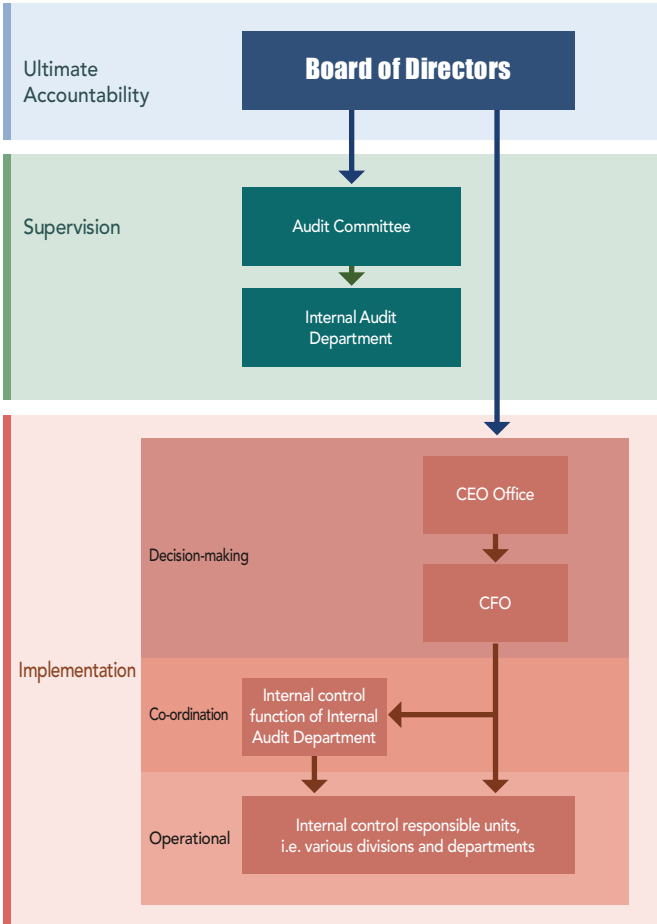 Ultimate
Accountability
Board of Directors
Supervision
Audit Committee
Internal Audit
Department
Implementation
Decision-making
CEO Office
CFO
Co-ordination
Internal control
function of Internal
Audit Department
Operational
Internal control responsible units,
i.e. various divisions and departments